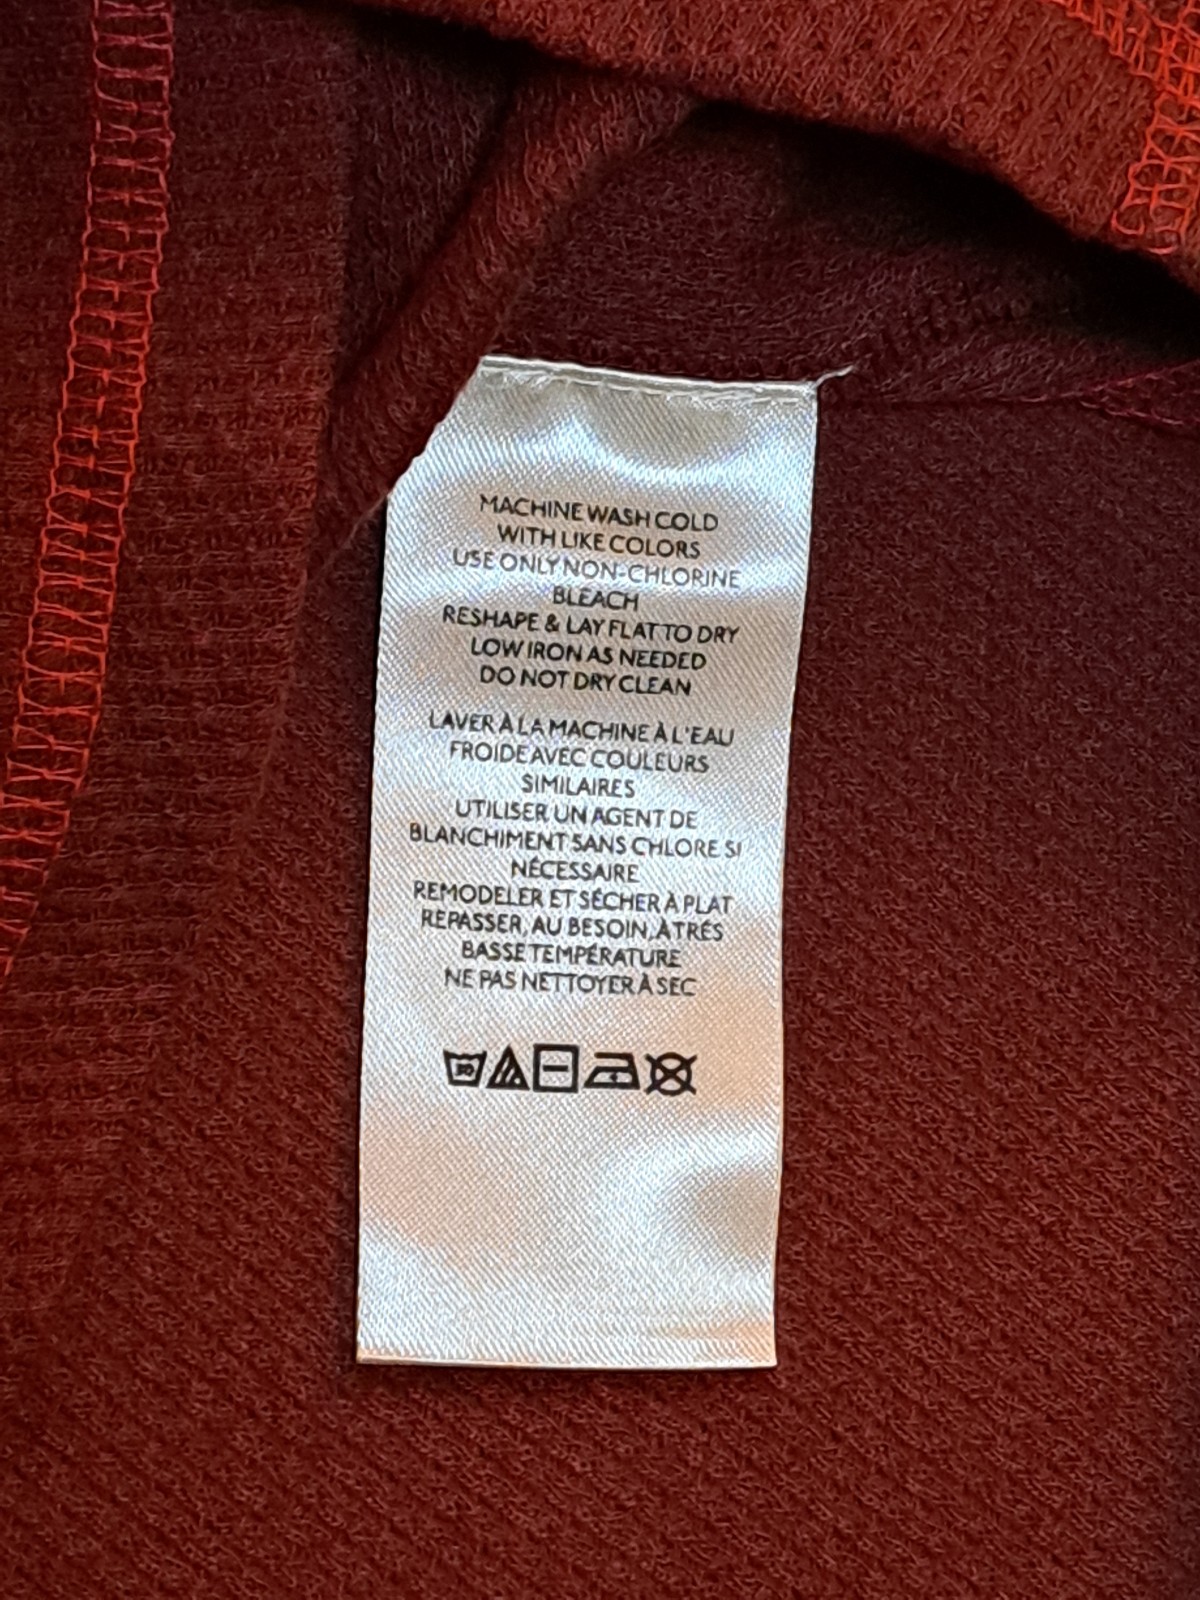 MACHINE WASH COLD
WITH LIKE COLORS
USE ONLY NON-CHLORINE
BLEACH
RESHAPE & LAY FLAT TO DRY
LOW IRON AS NEEDED
DO NOT DRY CLEAN
LAVER À LA MACHINE À L'EAU
FROIDE AVEC COULEURS
SIMILAIRES
UTILISER UN AGENT DE
BLANCHIMENT SANS CHLORE SI
NÉCESSAIRE
REMODELER ET SÉCHER À PLAT
REPASSER, AU BESOIN, À TRÉS
BASSE TEMPÉRATURE
NE PAS NETTOYER À SEC
30